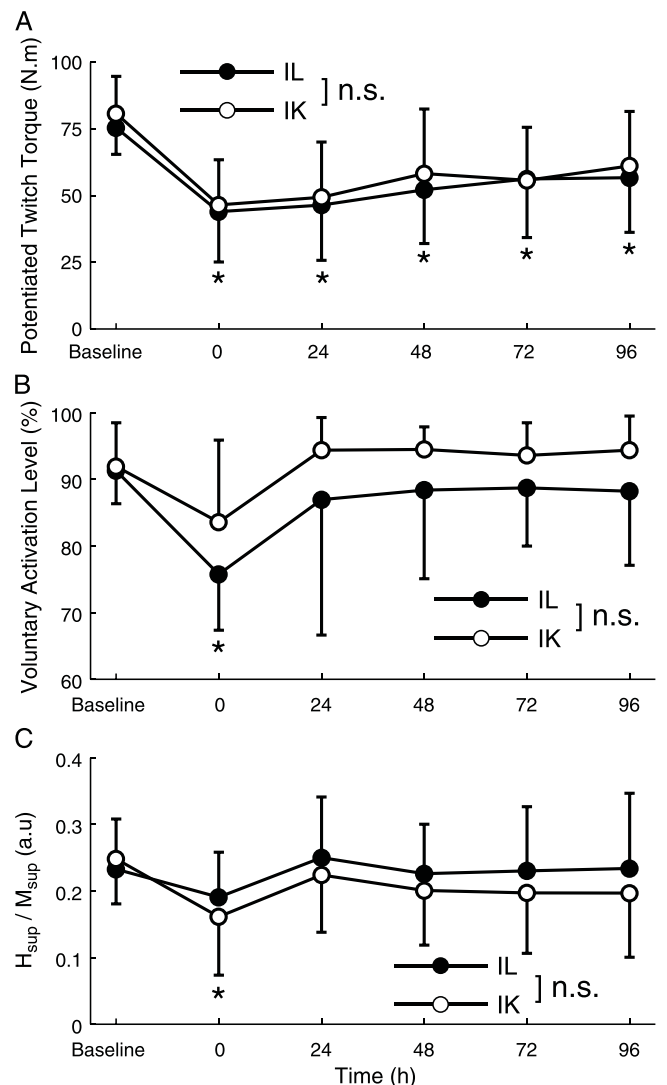 A
Potentiated Twitch Torque (N.m)
100
75
50
25
0
IL
IK
] n.s.
* * * * *
Baseline 0 24 48 72 96
B
Voluntary Activation Level (%)
100
90
80
70
60
*
IL
IK
] n.s.
Baseline 0 24 48 72 96
C
H_sup / M_sup (a.u)
0.4
0.3
0.2
0.1
0
*
IL
IK
] n.s.
Baseline 0 24 48 72 96
Time (h)